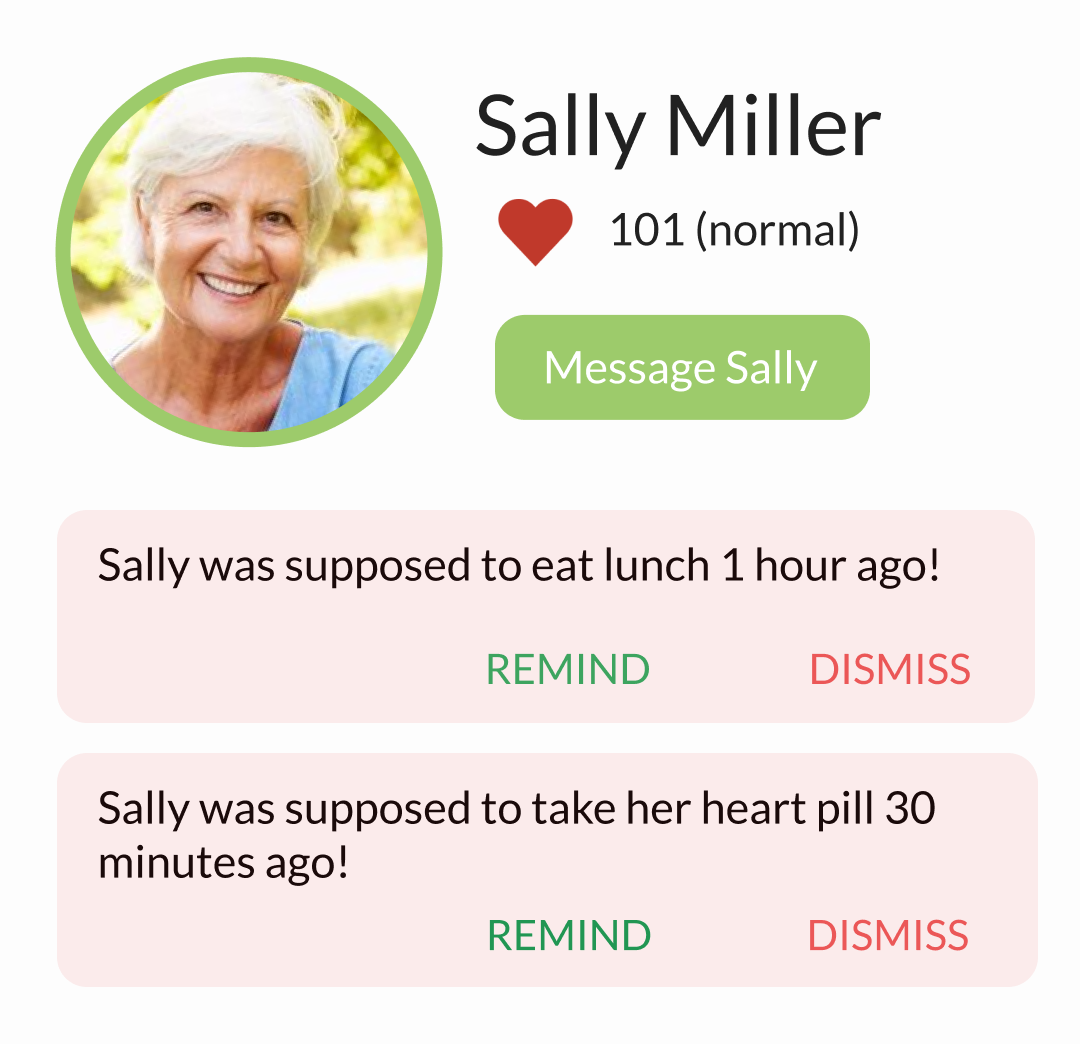 Sally Miller
101 (normal)
Message Sally
Sally was supposed to eat lunch 1 hour ago!
REMIND DISMISS
Sally was supposed to take her heart pill 30
minutes ago!
REMIND DISMISS